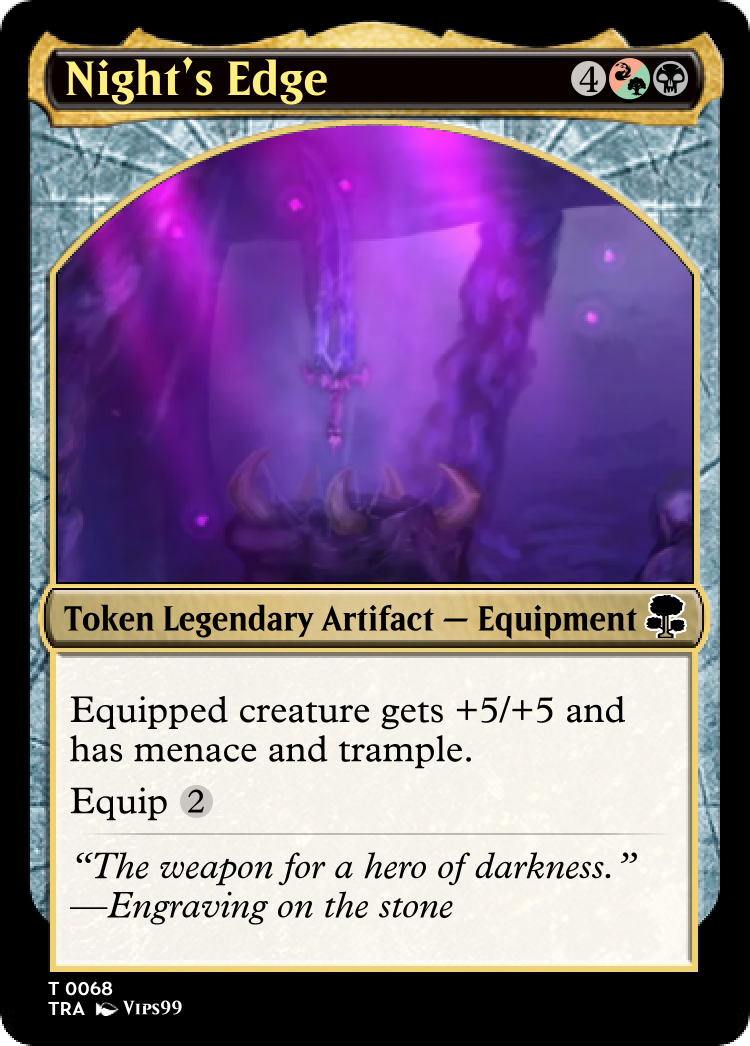 Night's Edge 4
Token Legendary Artifact — Equipment
Equipped creature gets +5/+5 and
has menace and trample.
Equip 2
“The weapon for a hero of darkness.”
—Engraving on the stone
T 0068
TRA Vips99